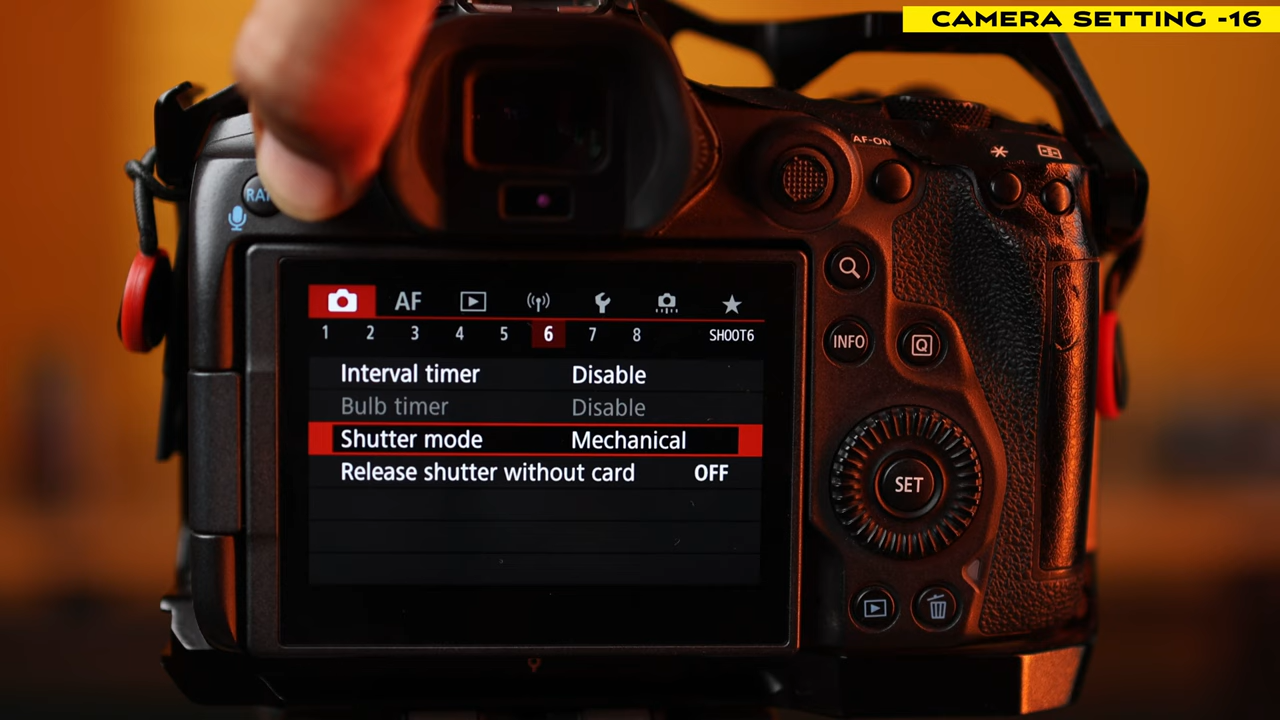 CAMERA SETTING -16
AF-ON
RATE
INFO
Q
SET
AF
1 2 3 4 5 6 7 8 SHOOT6
Interval timer Disable
Bulb timer Disable
Shutter mode Mechanical
Release shutter without card OFF